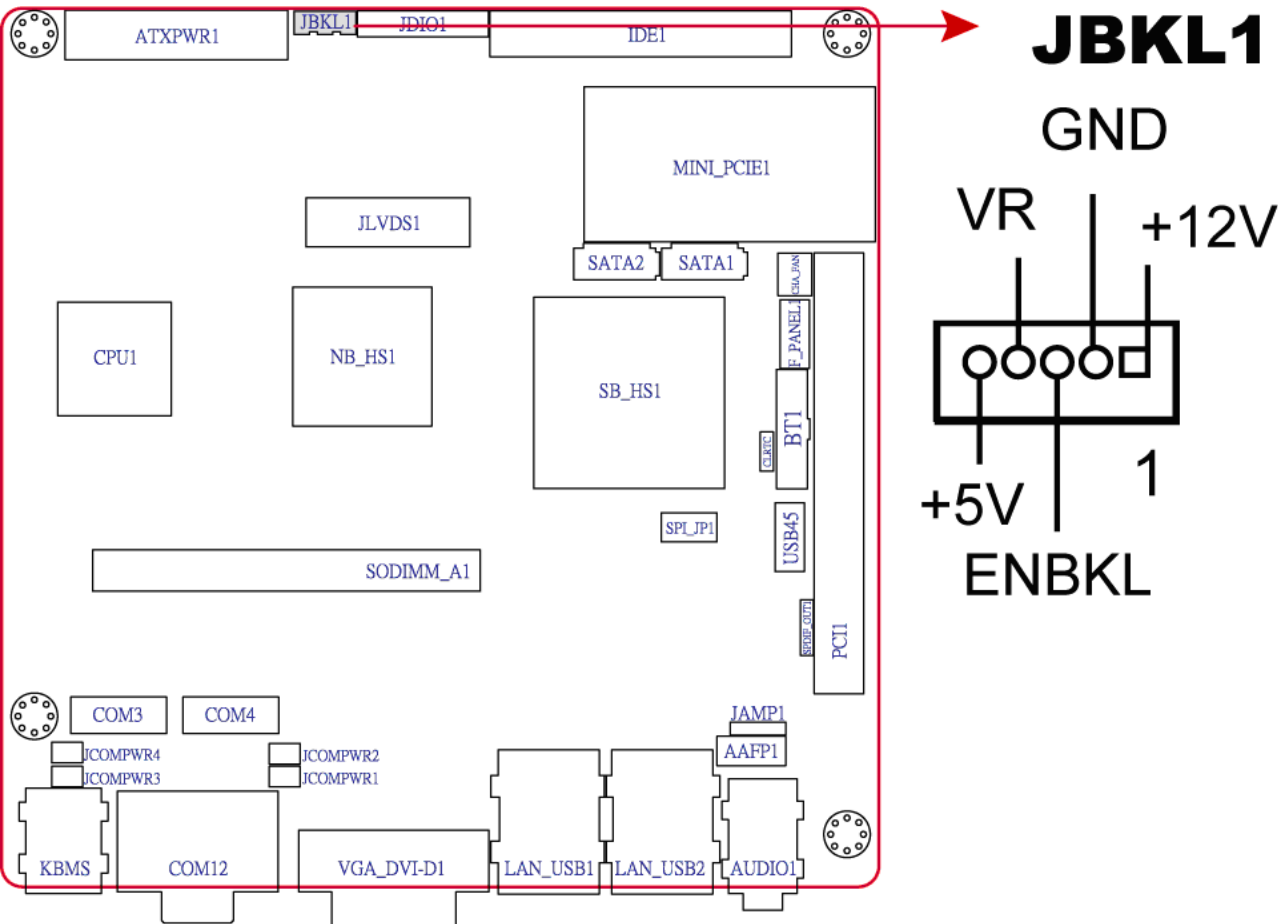 ATXPWR1
JBKL1
JDIO1
IDE1
MINI_PCIE1
JLVDS1
SATA2
SATA1
CHA_FAN
CPU1
NB_HS1
SB_HS1
F_PANEL1
BT1
CLRTC
SPI_JP1
USB45
SODIMM_A1
SPDIF_OUT1
PCI1
COM3
COM4
JAMP1
AAFP1
JCOMPWR4
JCOMPWR3
JCOMPWR2
JCOMPWR1
KBMS
COM12
VGA_DVI-D1
LAN_USB1
LAN_USB2
AUDIO1
JBKL1
GND
VR
+12V
+5V
1
ENBKL